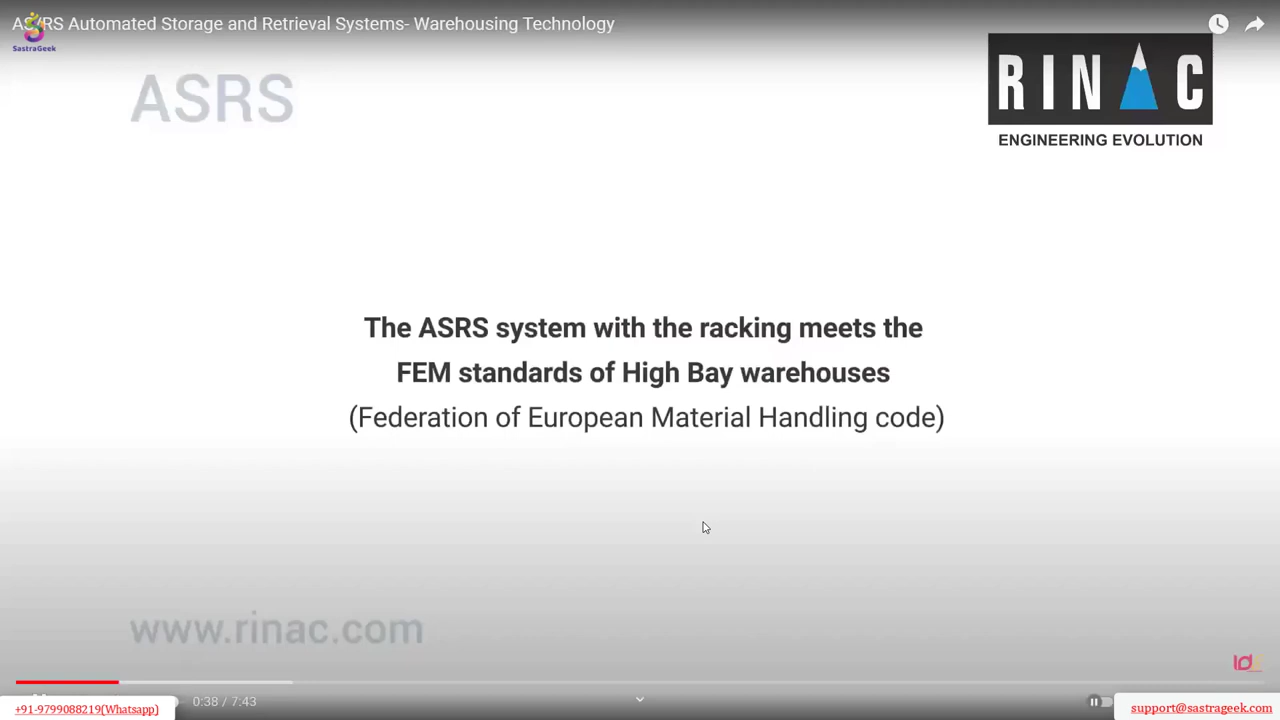 AS/RS Automated Storage and Retrieval Systems- Warehousing Technology
SastraGeek
ASRS
RINAC
ENGINEERING EVOLUTION
The ASRS system with the racking meets the
FEM standards of High Bay warehouses
(Federation of European Material Handling code)
www.rinac.com
0:38 / 7:43
+91-9799088219(Whatsapp)
support@sastrageek.com